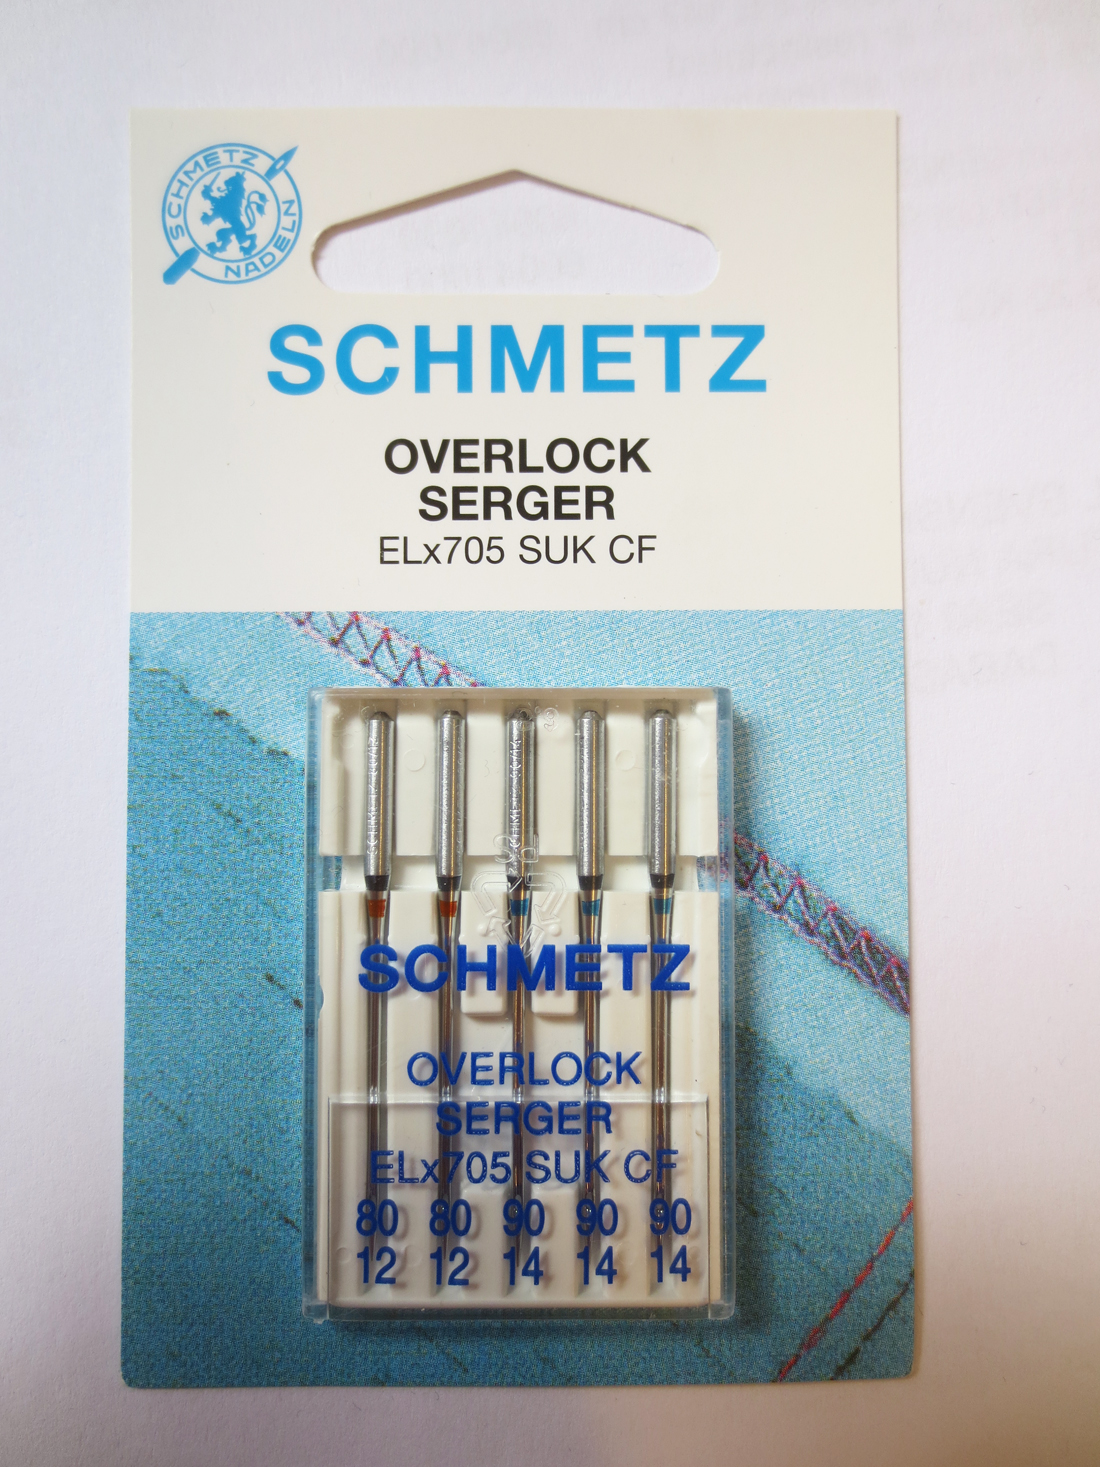 SCHMETZ
NADELN
SCHMETZ
OVERLOCK
SERGER
ELx705 SUK CF
SCHMETZ
OVERLOCK
SERGER
ELx705 SUK CF
80 80 90 90 90
12 12 14 14 14